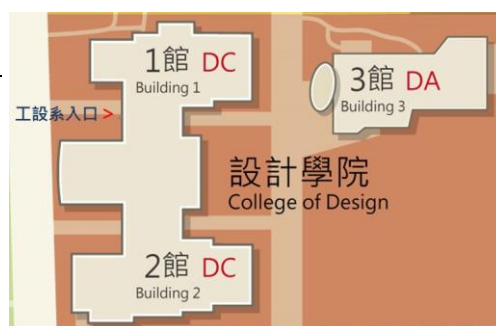 1館 DC
Building 1
3館 DA
Building 3
工設系入口 >
設計學院
College of Design
2館 DC
Building 2